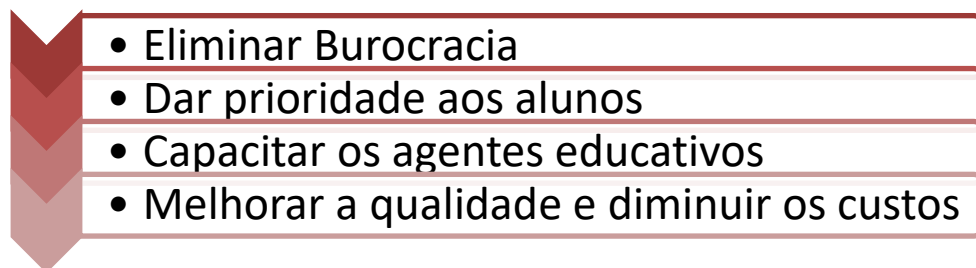 • Eliminar Burocracia
• Dar prioridade aos alunos
• Capacitar os agentes educativos
• Melhorar a qualidade e diminuir os custos